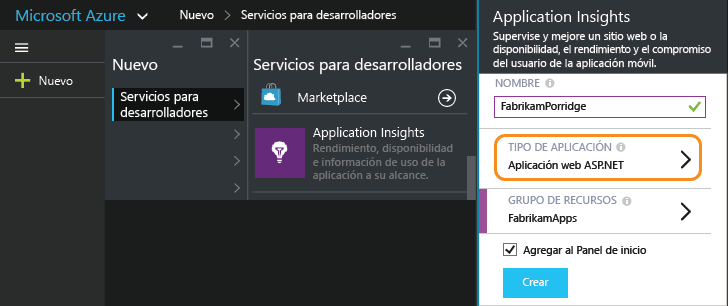 Microsoft Azure
Nuevo > Servicios para desarrolladores
Nuevo
Nuevo
Servicios para
desarrolladores
Servicios para desarrolladores
Marketplace
Application Insights
Rendimiento, disponibilidad
e información de uso de la
aplicación a su alcance.
Application Insights
Supervise y mejore un sitio web o la
disponibilidad, el rendimiento y el compromiso
del usuario de la aplicación móvil.
NOMBRE
FabrikamPorridge
TIPO DE APLICACIÓN
Aplicación web ASP.NET
GRUPO DE RECURSOS
FabrikamApps
Agregar al Panel de inicio
Crear